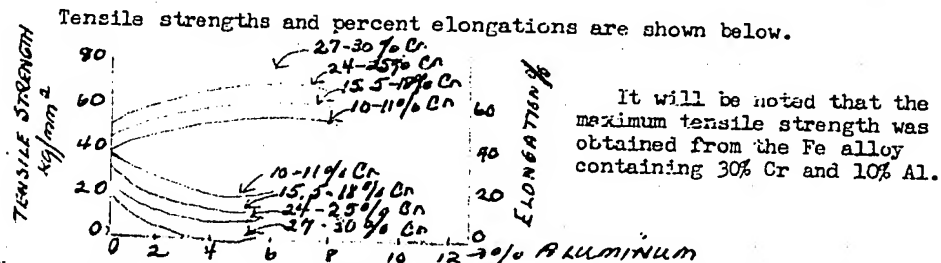 Tensile strengths and percent elongations are shown below.
TENSILE STRENGTH
kg/mm²
80
60
40
20
0
27-30% Cr
24-25% Cr
15.5-18% Cr
10-11% Cr
10-11% Cr
15.5-18% Cr
24-25% Cr
27-30% Cr
60
40
20
0
ELONGATION %
0 2 4 6 8 10 12 → % ALUMINUM
It will be noted that the
maximum tensile strength was
obtained from the Fe alloy
containing 30% Cr and 10% Al.